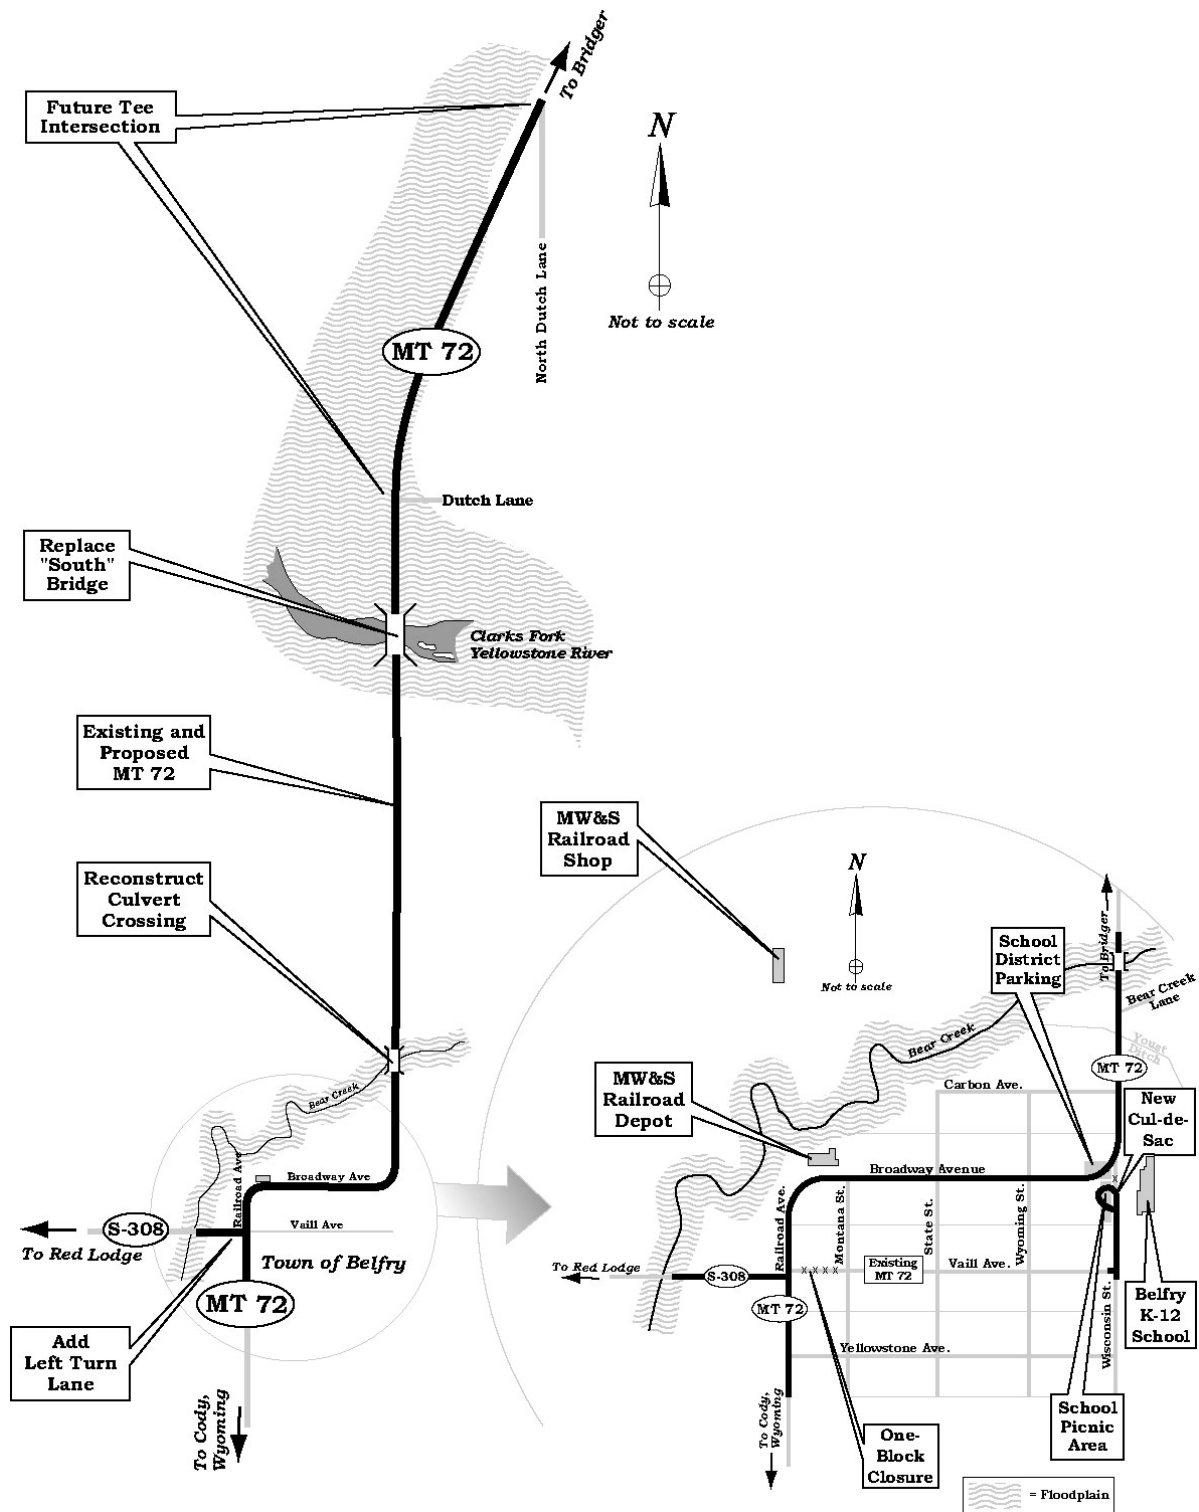 To Bridger
Future Tee
Intersection
N
Not to scale
North Dutch Lane
MT 72
Dutch Lane
Replace
"South"
Bridge
Clarks Fork
Yellowstone River
Existing and
Proposed
MT 72
Reconstruct
Culvert
Crossing
Bear Creek
Railroad Ave
Broadway Ave
S-308
Vaill Ave
To Red Lodge
Town of Belfry
MT 72
Add
Left Turn
Lane
To Cody,
Wyoming
MW&S
Railroad
Shop
N
Not to scale
School
District
Parking
To Bridger
Bear Creek
Lane
Bear Creek
Youst
Ditch
MT 72
MW&S
Railroad
Depot
Carbon Ave.
New
Cul-de-
Sac
Broadway Avenue
Railroad Ave.
Montana St.
State St.
Wyoming St.
To Red Lodge
S-308
X X X X
Existing
MT 72
Vaill Ave.
X
MT 72
Belfry
K-12
School
Wisconsin St.
Yellowstone Ave.
To Cody,
Wyoming
One-
Block
Closure
School
Picnic
Area
= Floodplain